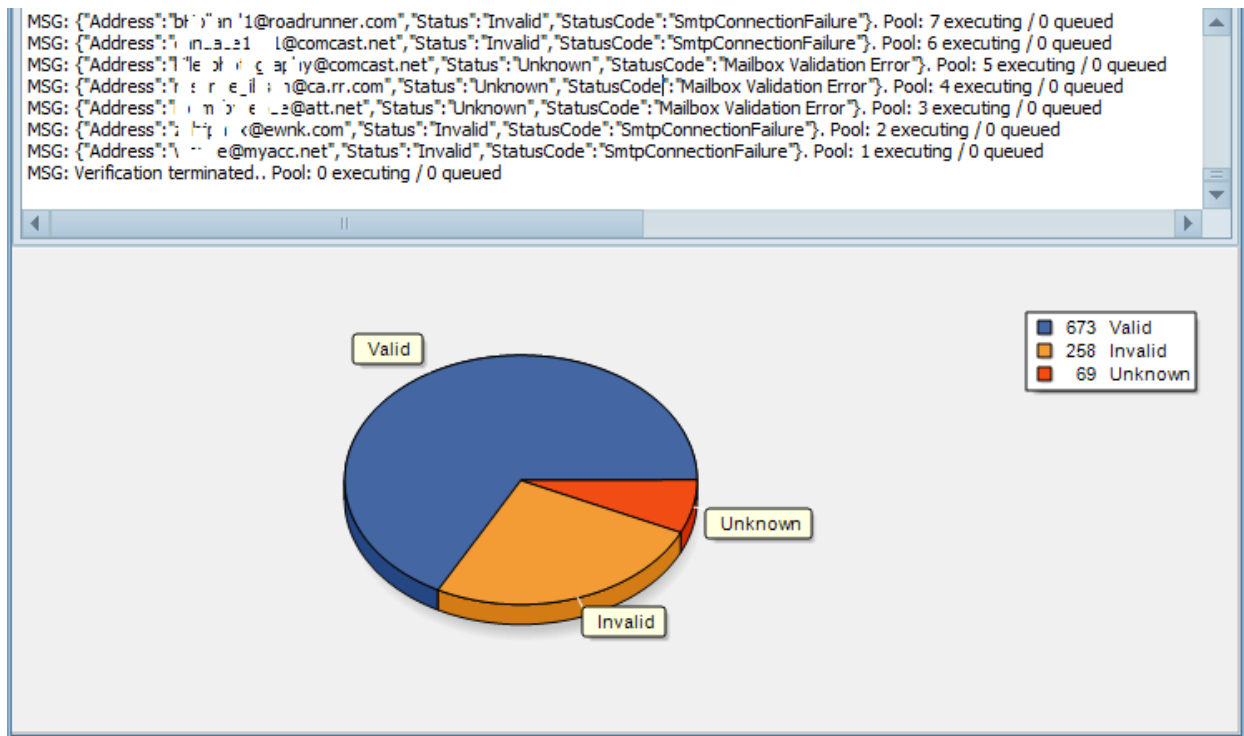 MSG: {"Address":" 1@roadrunner.com","Status":"Invalid","StatusCode":"SmtpConnectionFailure"}. Pool: 7 executing / 0 queued
MSG: {"Address":" 1@comcast.net","Status":"Invalid","StatusCode":"SmtpConnectionFailure"}. Pool: 6 executing / 0 queued
MSG: {"Address":" @comcast.net","Status":"Unknown","StatusCode":"Mailbox Validation Error"}. Pool: 5 executing / 0 queued
MSG: {"Address":" @ca.rr.com","Status":"Unknown","StatusCode":"Mailbox Validation Error"}. Pool: 4 executing / 0 queued
MSG: {"Address":" @att.net","Status":"Unknown","StatusCode":"Mailbox Validation Error"}. Pool: 3 executing / 0 queued
MSG: {"Address":" @ewnk.com","Status":"Invalid","StatusCode":"SmtpConnectionFailure"}. Pool: 2 executing / 0 queued
MSG: {"Address":" @myacc.net","Status":"Invalid","StatusCode":"SmtpConnectionFailure"}. Pool: 1 executing / 0 queued
MSG: Verification terminated.. Pool: 0 executing / 0 queued
673 Valid
258 Invalid
69 Unknown
Valid
Unknown
Invalid